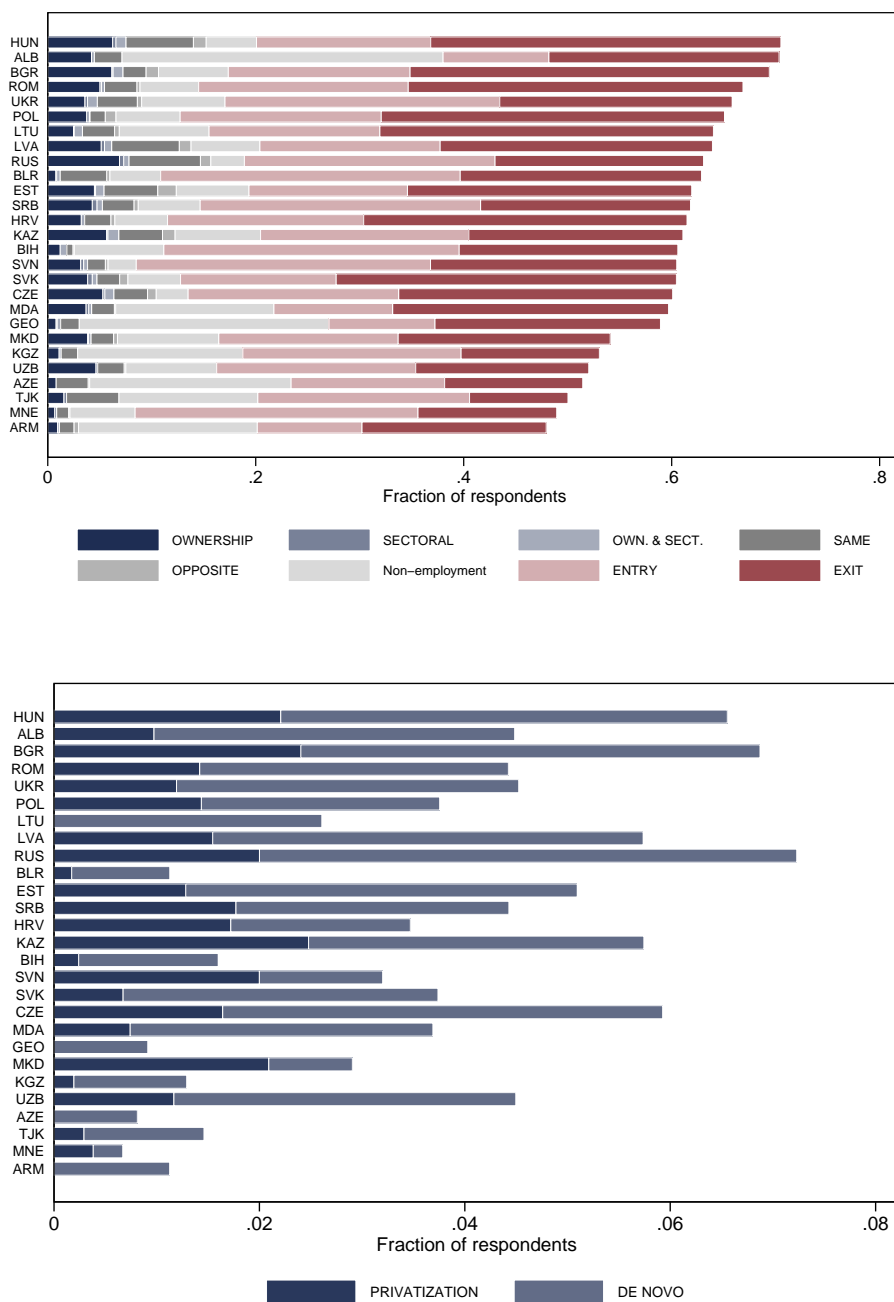 HUN
ALB
BGR
ROM
UKR
POL
LTU
LVA
RUS
BLR
EST
SRB
HRV
KAZ
BIH
SVN
SVK
CZE
MDA
GEO
MKD
KGZ
UZB
AZE
TJK
MNE
ARM
0 .2 .4 .6 .8
Fraction of respondents
OWNERSHIP SECTORAL OWN. & SECT. SAME
OPPOSITE Non−employment ENTRY EXIT
HUN
ALB
BGR
ROM
UKR
POL
LTU
LVA
RUS
BLR
EST
SRB
HRV
KAZ
BIH
SVN
SVK
CZE
MDA
GEO
MKD
KGZ
UZB
AZE
TJK
MNE
ARM
0 .02 .04 .06 .08
Fraction of respondents
PRIVATIZATION DE NOVO